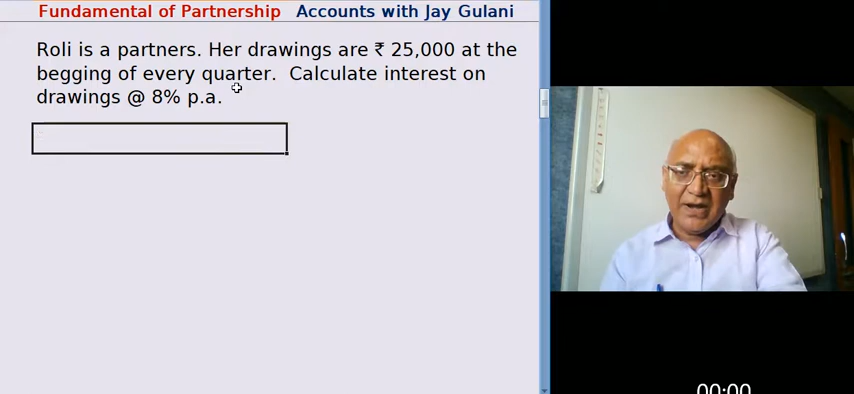 Fundamental of Partnership Accounts with Jay Gulani
Roli is a partners. Her drawings are ₹ 25,000 at the
begging of every quarter. Calculate interest on
drawings @ 8% p.a.
00:00